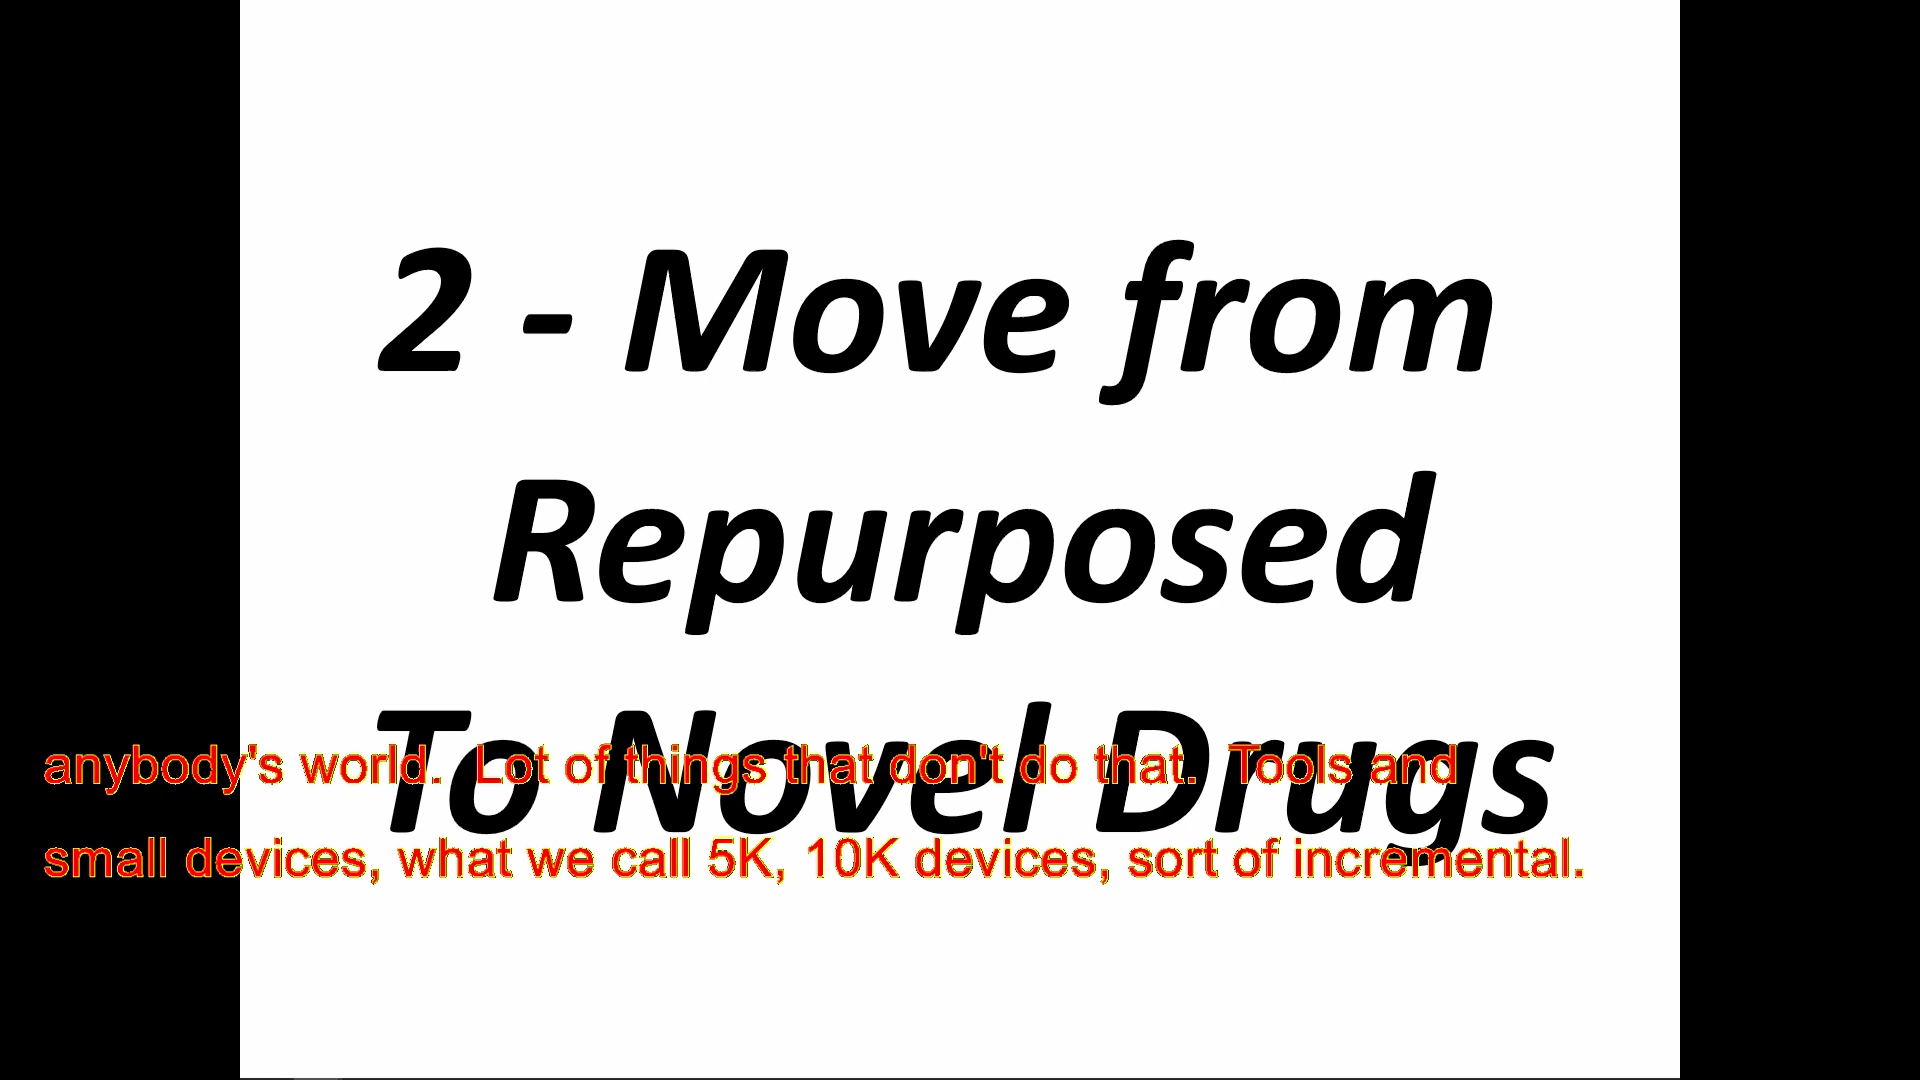 2 - Move from
Repurposed
To Novel Drugs
anybody's world.  Lot of things that don't do that.  Tools and
small devices, what we call 5K, 10K devices, sort of incremental.